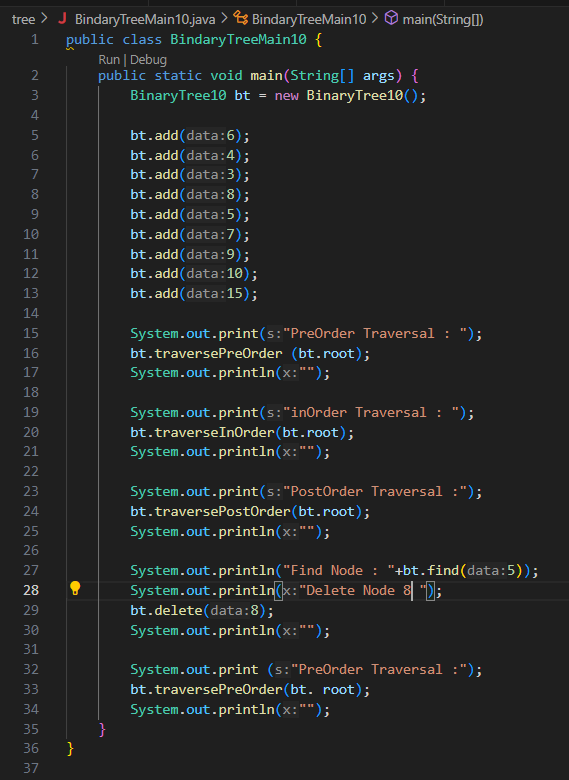 tree > J BindaryTreeMain10.java > BindaryTreeMain10 > main(String[])
1 public class BindaryTreeMain10 {
Run | Debug
2 public static void main(String[] args) {
3 BinaryTree10 bt = new BinaryTree10();
4
5 bt.add(data:6);
6 bt.add(data:4);
7 bt.add(data:3);
8 bt.add(data:8);
9 bt.add(data:5);
10 bt.add(data:7);
11 bt.add(data:9);
12 bt.add(data:10);
13 bt.add(data:15);
14
15 System.out.print(s:"PreOrder Traversal : ");
16 bt.traversePreOrder (bt.root);
17 System.out.println(x:"");
18
19 System.out.print(s:"inOrder Traversal : ");
20 bt.traverseInOrder(bt.root);
21 System.out.println(x:"");
22
23 System.out.print(s:"PostOrder Traversal :");
24 bt.traversePostOrder(bt.root);
25 System.out.println(x:"");
26
27 System.out.println("Find Node : "+bt.find(data:5));
28 System.out.println(x:"Delete Node 8 ");
29 bt.delete(data:8);
30 System.out.println(x:"");
31
32 System.out.print (s:"PreOrder Traversal :");
33 bt.traversePreOrder(bt. root);
34 System.out.println(x:"");
35 }
36 }
37